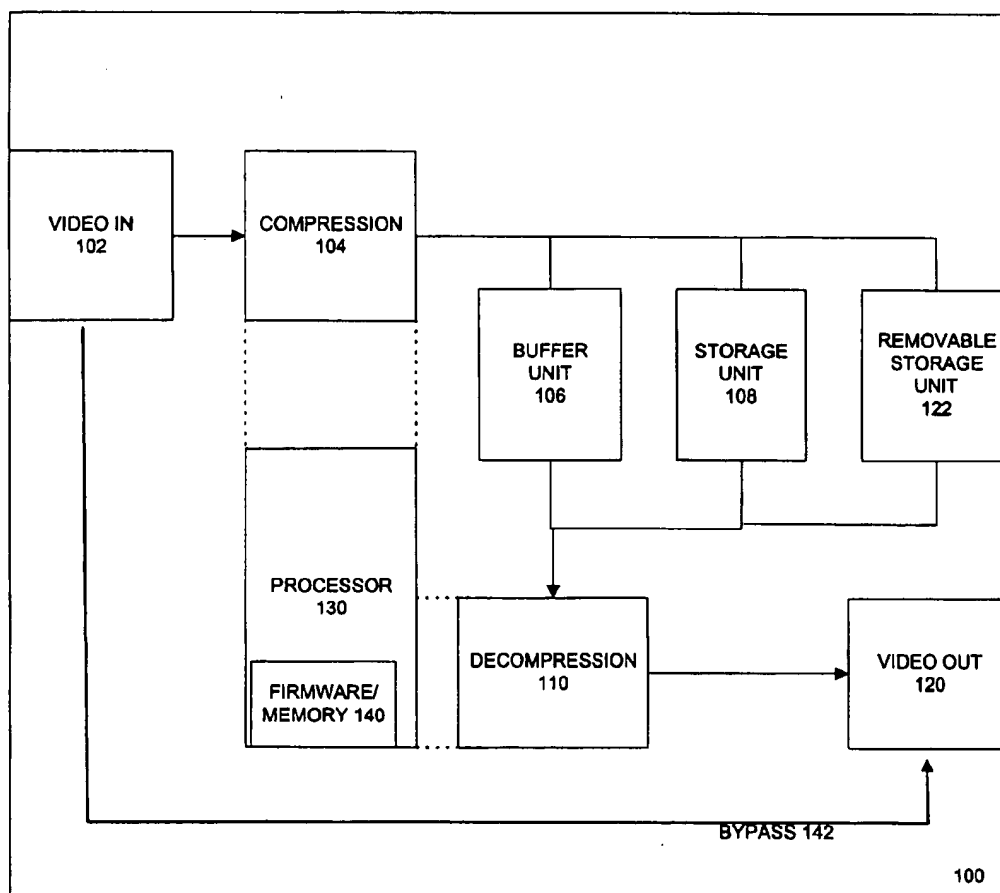 VIDEO IN
102
COMPRESSION
104
BUFFER
UNIT
106
STORAGE
UNIT
108
REMOVABLE
STORAGE
UNIT
122
PROCESSOR
130
FIRMWARE/
MEMORY 140
DECOMPRESSION
110
VIDEO OUT
120
BYPASS 142
100